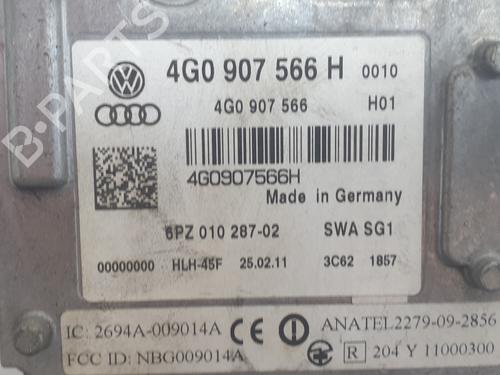 B-PARTS
4G0 907 566 H 0010
4G0 907 566 H01
4G0907566H
Made in Germany
6PZ 010 287-02 SWA SG1
00000000 HLH-45F 25.02.11 3C62 1857
IC: 2694A-009014A CE ANATEL2279-09-2856
FCC ID: NBG009014A R 204 Y 11000300